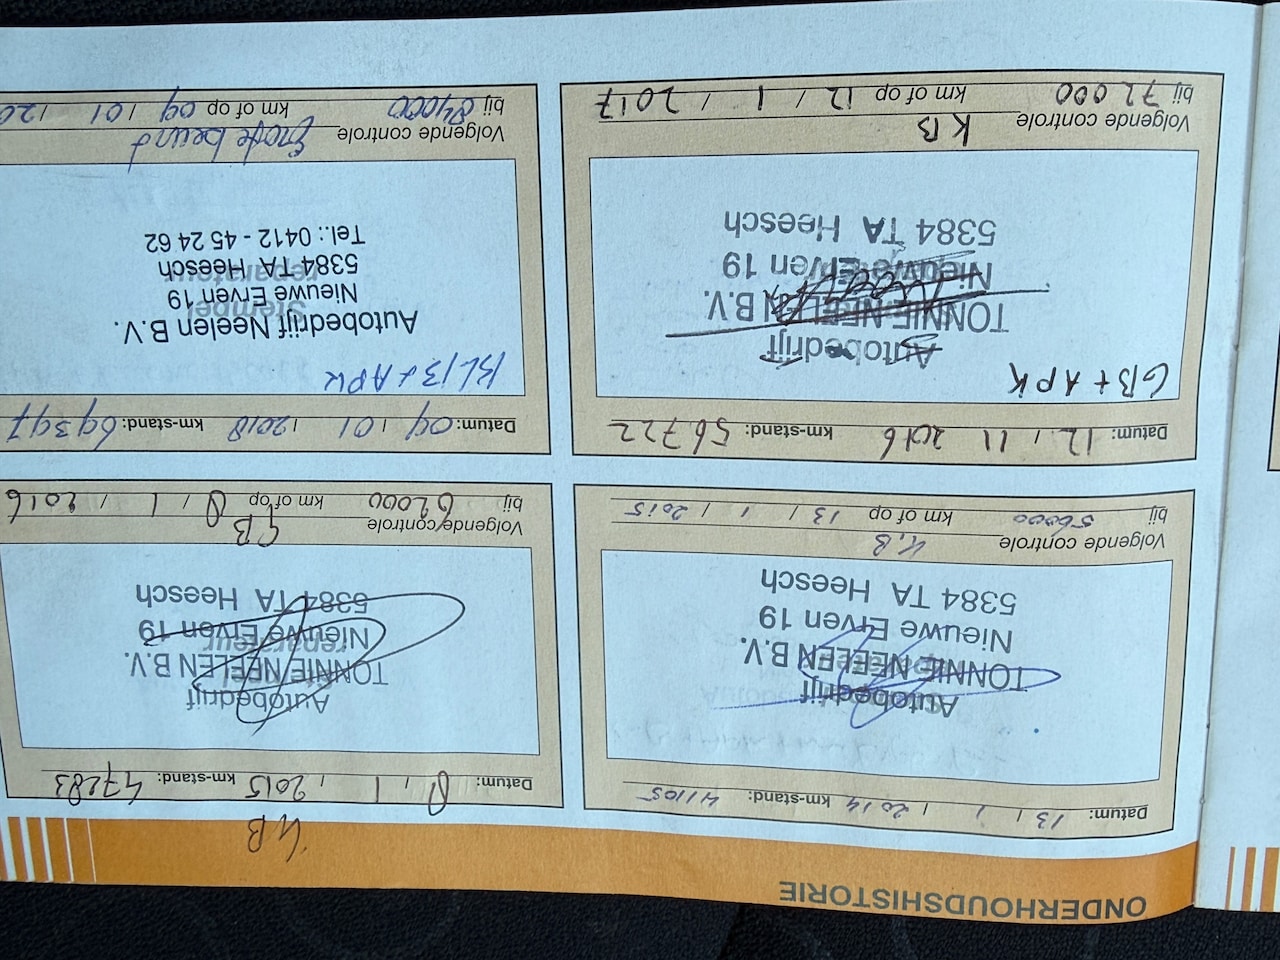 ONDERHOUDSHISTORIE
Datum: 13 / 1 / 2014 km-stand: 41105
Autobedrijf
TONNIE NEELEN B.V.
Nieuwe Erven 19
5384 TA Heesch
Volgende controle K.B
bij 56000 km of op 13 / 1 / 2015
KB
Datum: 8 / 1 / 2015 km-stand: 47283
Autobedrijf
TONNIE NEELEN B.V.
Nieuwe Erven 19
5384 TA Heesch
Volgende controle GB
bij 62000 km of op 8 / 1 / 2016
Datum: 12 / 11 2016 km-stand: 56722
GB + APK
Autobedrijf
TONNIE NEELEN B.V.
Nieuwe Erven 19
5384 TA Heesch
Volgende controle KB
bij 72000 km of op 12 / 1 / 2017
Datum: 09 / 01 / 2018 km-stand: 69347
KLB + APK
Stempel
reparateur
Autobedrijf Neelen B.V.
Nieuwe Erven 19
5384 TA Heesch
Tel.: 0412 - 45 24 62
Volgende controle Grote beurt
bij 84000 km of op 09 / 01 / 20